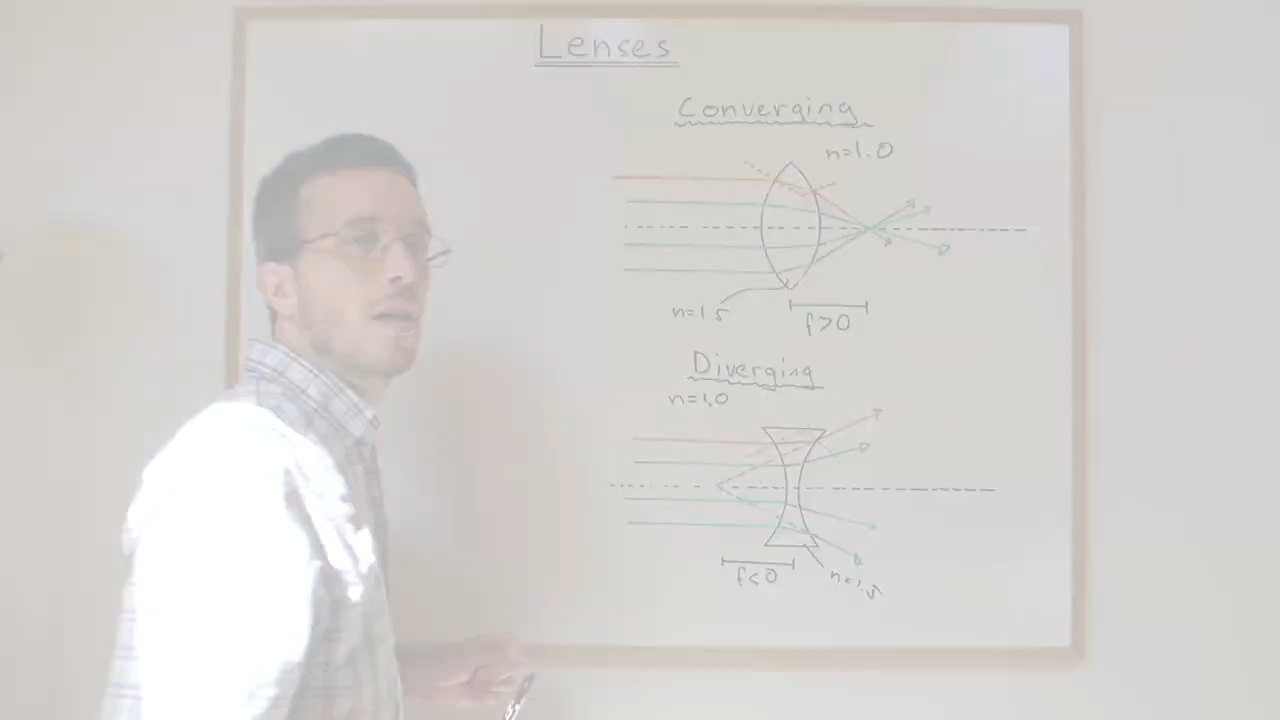 Lenses
Converging
n=1.0
n=1.5
f>0
Diverging
n=1.0
f<0
n=1.5